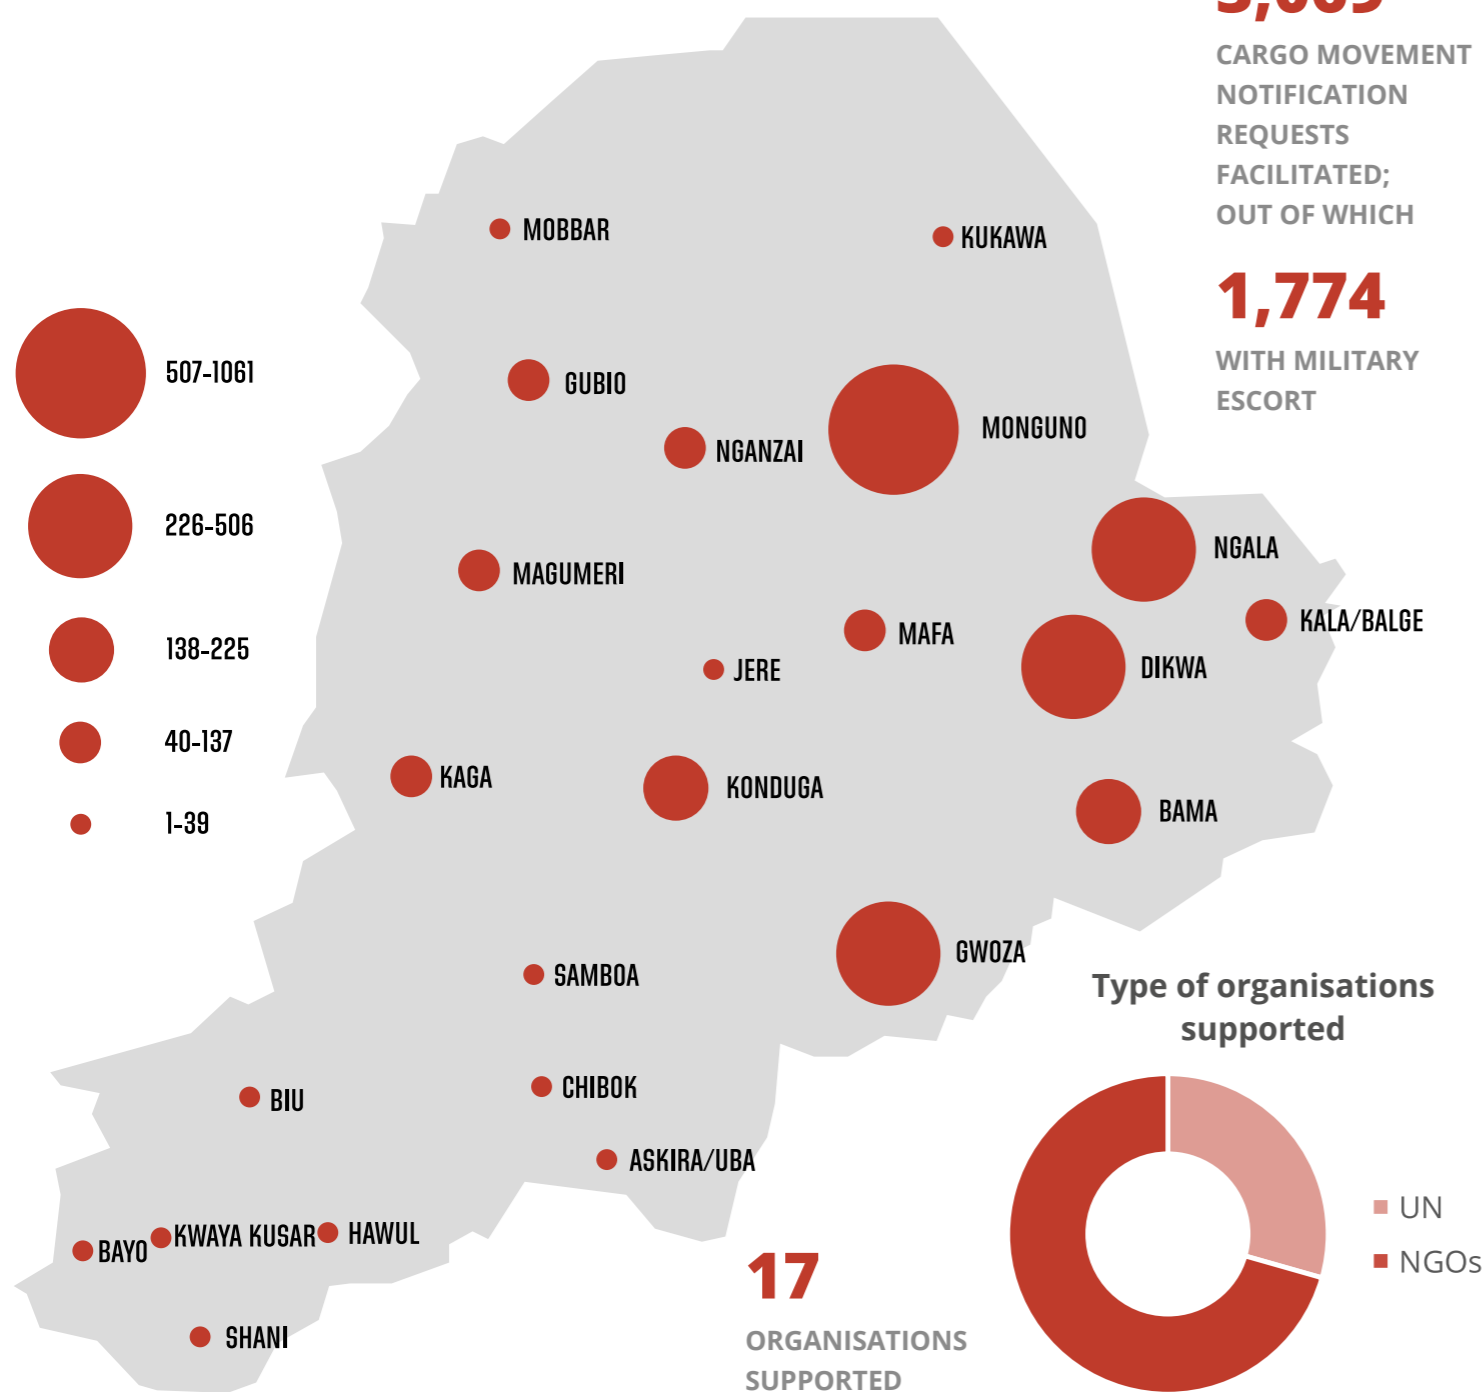 CARGO MOVEMENT
NOTIFICATION
REQUESTS
FACILITATED;
OUT OF WHICH
1,774
WITH MILITARY
ESCORT
MOBBAR
KUKAWA
507-1061
GUBIO
MONGUNO
NGANZAI
226-506
NGALA
MAGUMERI
KALA/BALGE
138-225
MAFA
DIKWA
JERE
40-137
KAGA
KONDUGA
BAMA
1-39
GWOZA
SAMBOA
Type of organisations
supported
CHIBOK
BIU
ASKIRA/UBA
UN
KWAYA KUSAR
HAWUL
BAYO
NGOs
17
ORGANISATIONS
SUPPORTED
SHANI